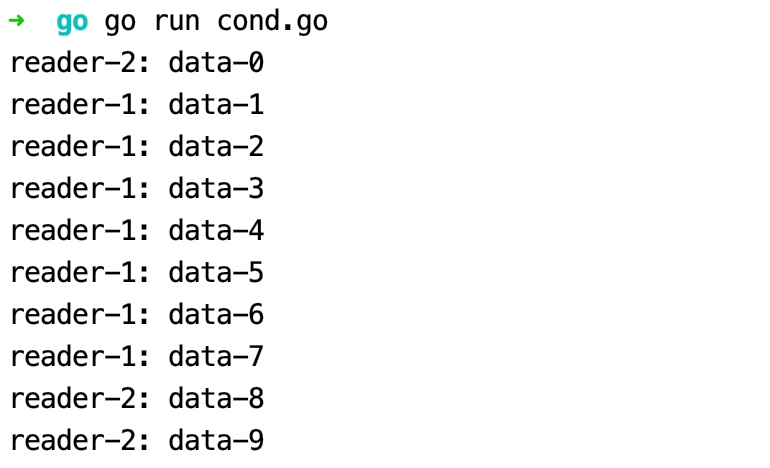 ➜  go go run cond.go
reader-2: data-0
reader-1: data-1
reader-1: data-2
reader-1: data-3
reader-1: data-4
reader-1: data-5
reader-1: data-6
reader-1: data-7
reader-2: data-8
reader-2: data-9